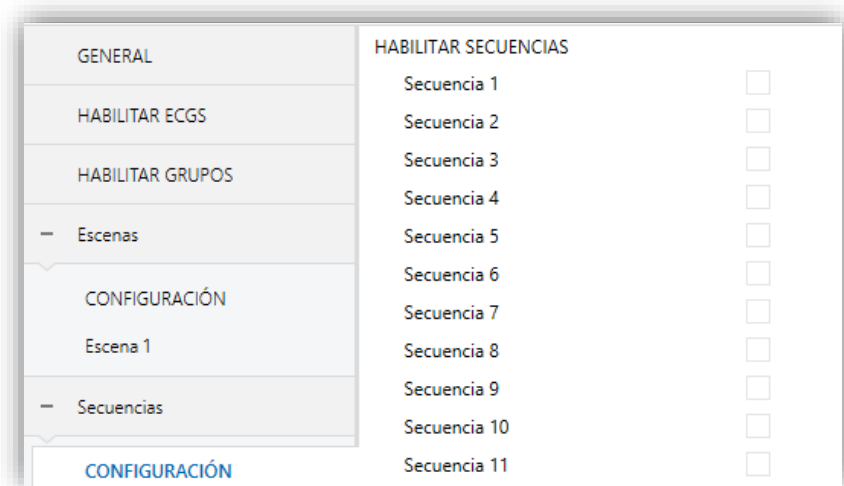 GENERAL
HABILITAR ECGS
HABILITAR GRUPOS
− Escenas
CONFIGURACIÓN
Escena 1
− Secuencias
CONFIGURACIÓN
HABILITAR SECUENCIAS
Secuencia 1
Secuencia 2
Secuencia 3
Secuencia 4
Secuencia 5
Secuencia 6
Secuencia 7
Secuencia 8
Secuencia 9
Secuencia 10
Secuencia 11